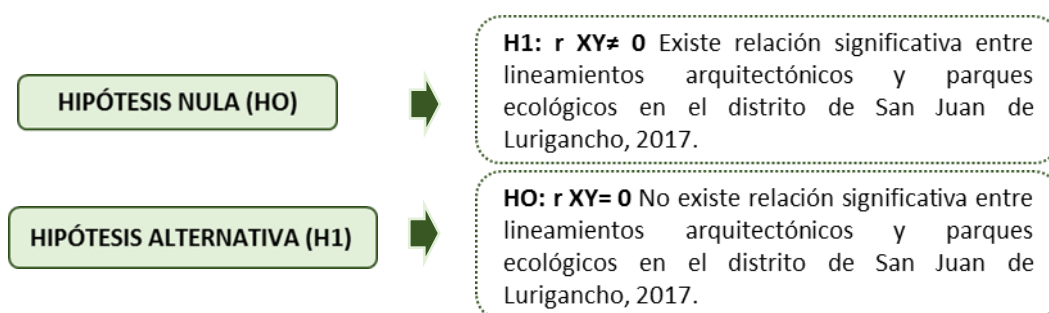 HIPÓTESIS NULA (HO)
H1: r XY≠ 0 Existe relación significativa entre
lineamientos arquitectónicos y parques
ecológicos en el distrito de San Juan de
Lurigancho, 2017.
HIPÓTESIS ALTERNATIVA (H1)
HO: r XY= 0 No existe relación significativa entre
lineamientos arquitectónicos y parques
ecológicos en el distrito de San Juan de
Lurigancho, 2017.